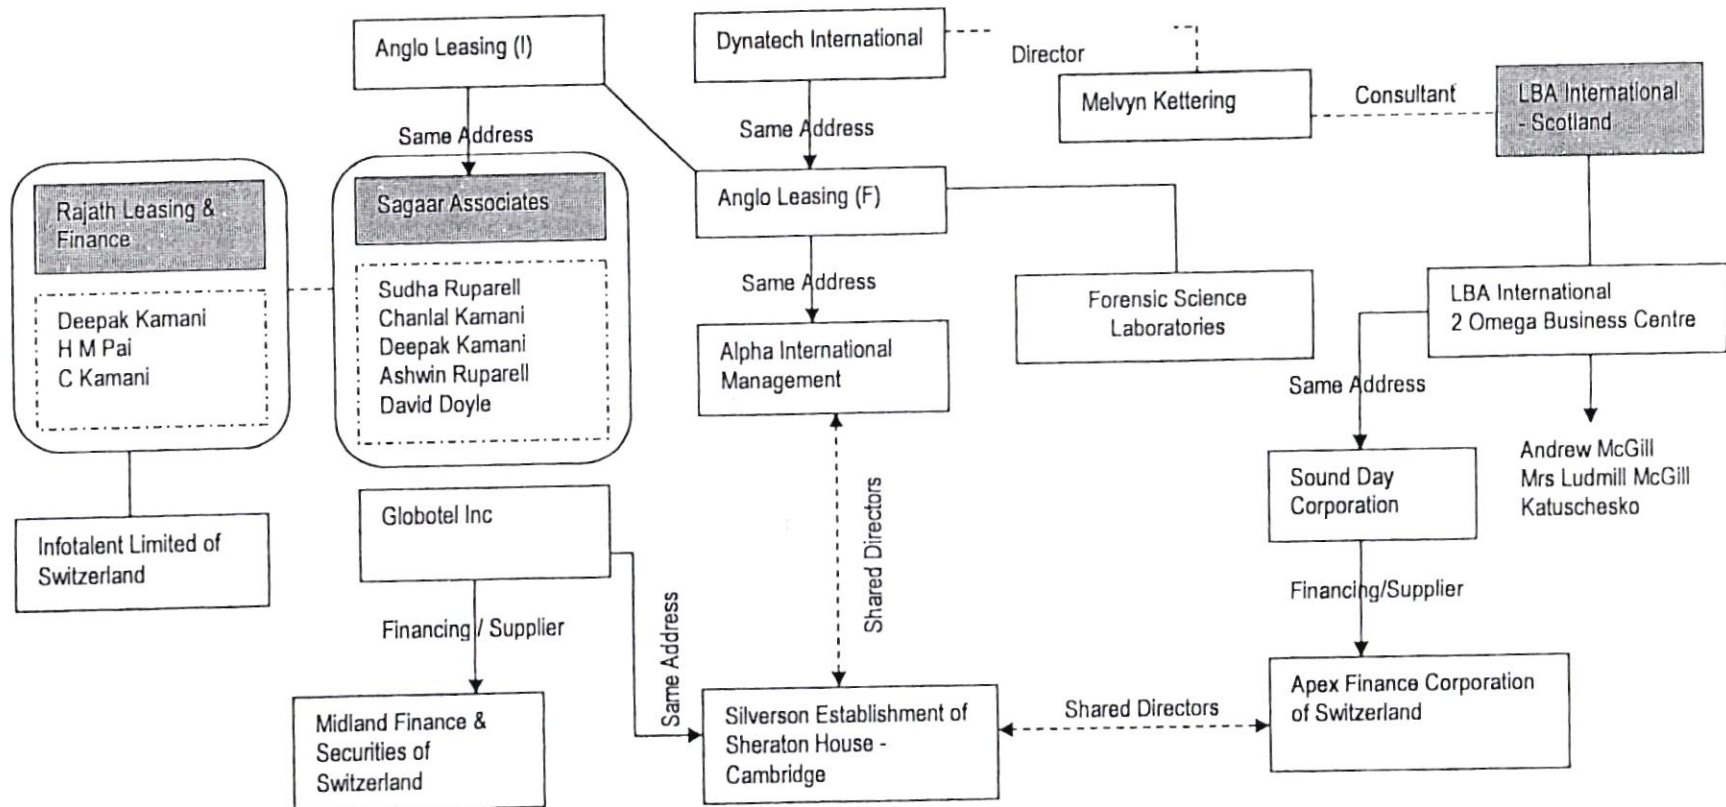 Anglo Leasing (I)
Dynatech International
Director
Melvyn Kettering
Consultant
LBA International
- Scotland
Same Address
Same Address
Rajath Leasing &
Finance
Deepak Kamani
H M Pai
C Kamani
Sagaar Associates
Sudha Ruparell
Chanlal Kamani
Deepak Kamani
Ashwin Ruparell
David Doyle
Anglo Leasing (F)
Same Address
Forensic Science
Laboratories
LBA International
2 Omega Business Centre
Alpha International
Management
Same Address
Andrew McGill
Mrs Ludmill McGill
Katuschesko
Sound Day
Corporation
Infotalent Limited of
Switzerland
Globotel Inc
Shared Directors
Financing / Supplier
Same Address
Financing/Supplier
Midland Finance &
Securities of
Switzerland
Silverson Establishment of
Sheraton House -
Cambridge
Shared Directors
Apex Finance Corporation
of Switzerland